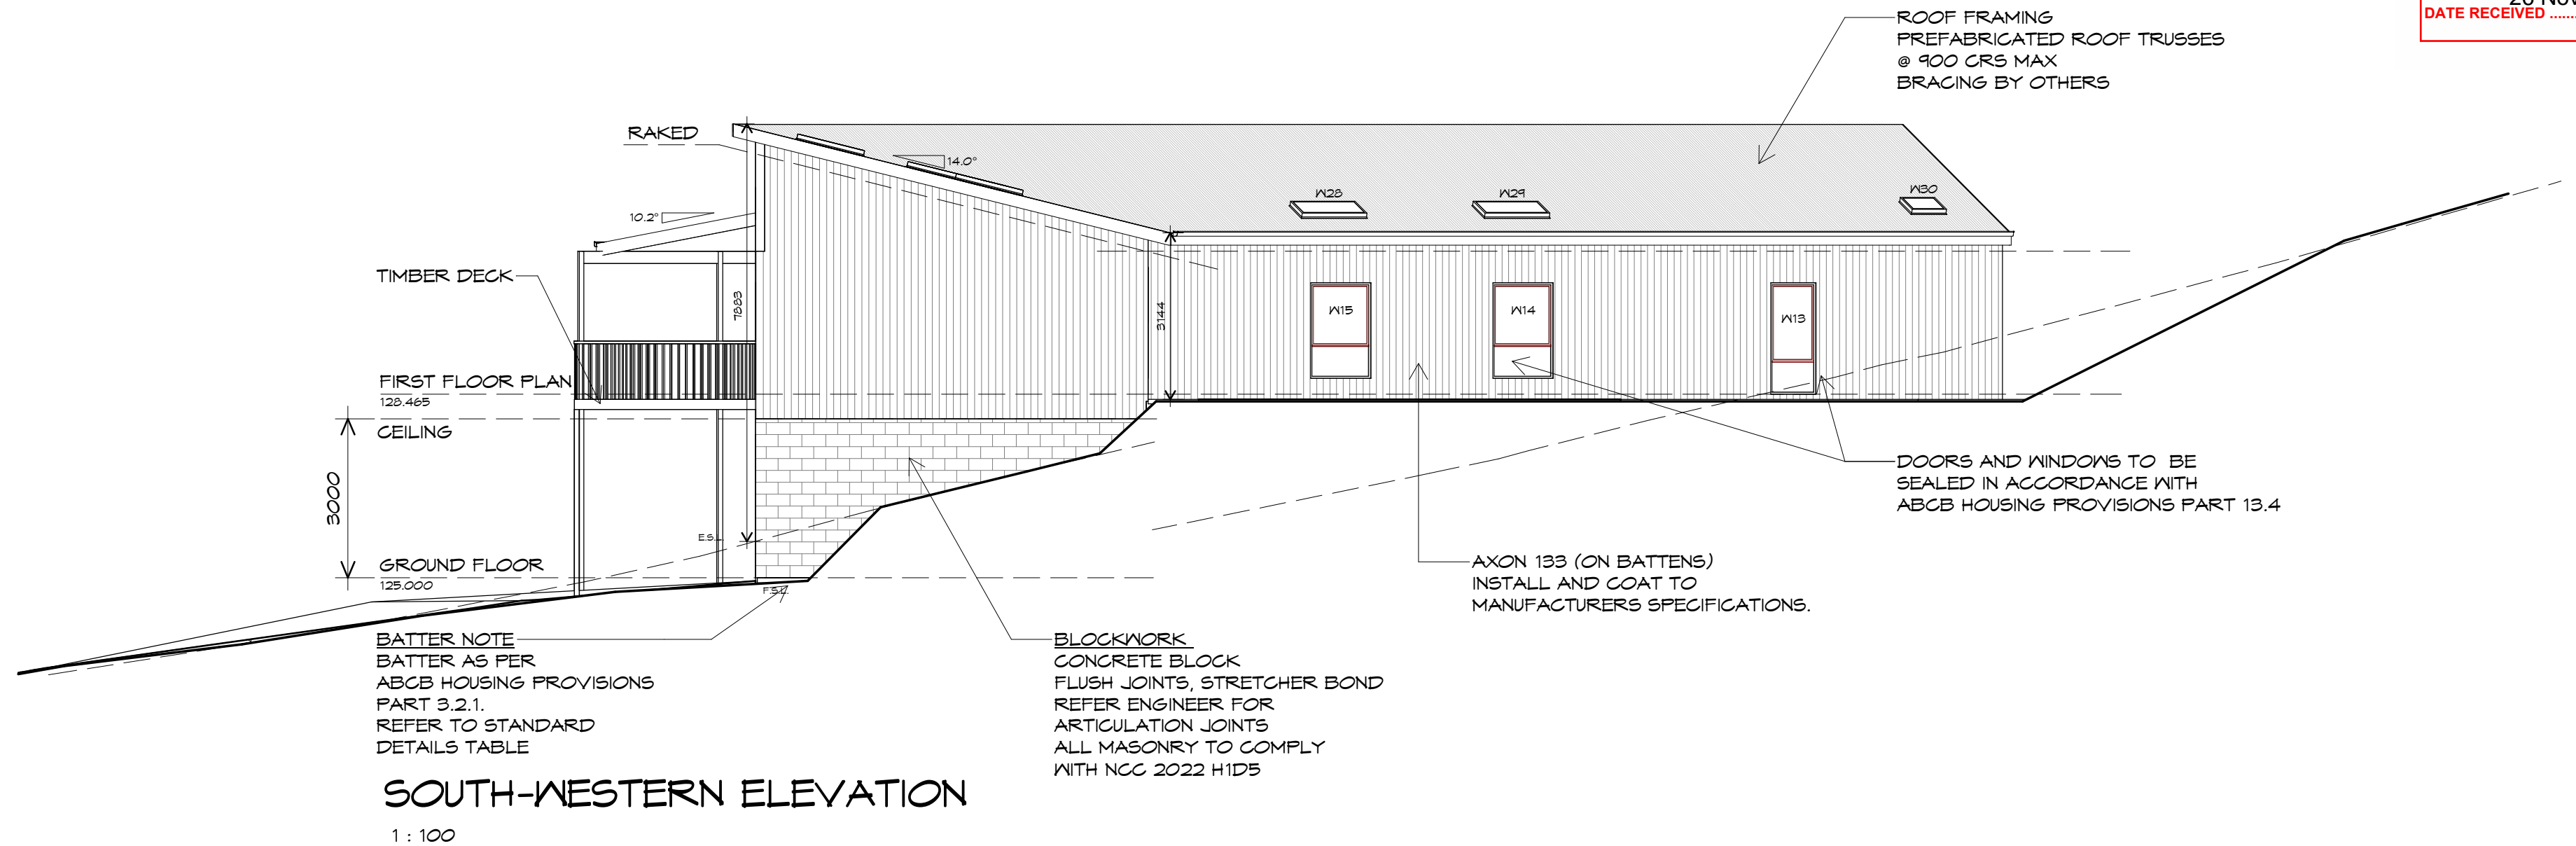 26 Nov
DATE RECEIVED ........
ROOF FRAMING
PREFABRICATED ROOF TRUSSES
@ 900 CRS MAX
BRACING BY OTHERS
RAKED
14.0°
10.2°
W28
W29
W30
TIMBER DECK
7883
3144
W15
W14
W13
FIRST FLOOR PLAN
128.465
CEILING
3000
GROUND FLOOR
125.000
E.S.L.
F.S.L.
DOORS AND WINDOWS TO BE
SEALED IN ACCORDANCE WITH
ABCB HOUSING PROVISIONS PART 13.4
AXON 133 (ON BATTENS)
INSTALL AND COAT TO
MANUFACTURERS SPECIFICATIONS.
BATTER NOTE
BATTER AS PER
ABCB HOUSING PROVISIONS
PART 3.2.1.
REFER TO STANDARD
DETAILS TABLE
BLOCKWORK
CONCRETE BLOCK
FLUSH JOINTS, STRETCHER BOND
REFER ENGINEER FOR
ARTICULATION JOINTS
ALL MASONRY TO COMPLY
WITH NCC 2022 H1D5
SOUTH-WESTERN ELEVATION
1 : 100